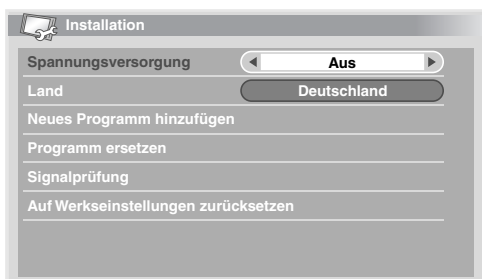 Installation
Spannungsversorgung Aus
Land Deutschland
Neues Programm hinzufügen
Programm ersetzen
Signalprüfung
Auf Werkseinstellungen zurücksetzen